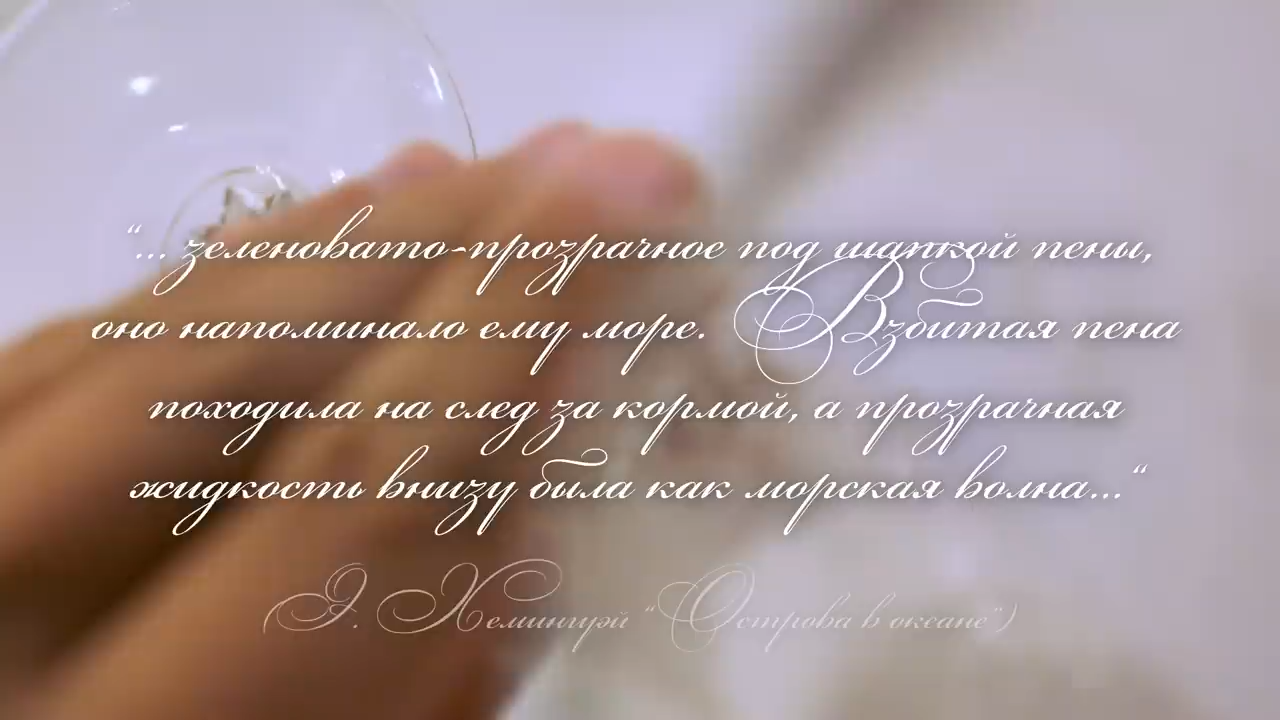 “... зеленовато-прозрачное под шапкой пены,
оно напоминало ему море. Взбитая пена
походила на след за кормой, а прозрачная
жидкость внизу была как морская волна...“
(Э. Хемингуэй “Острова в океане”)